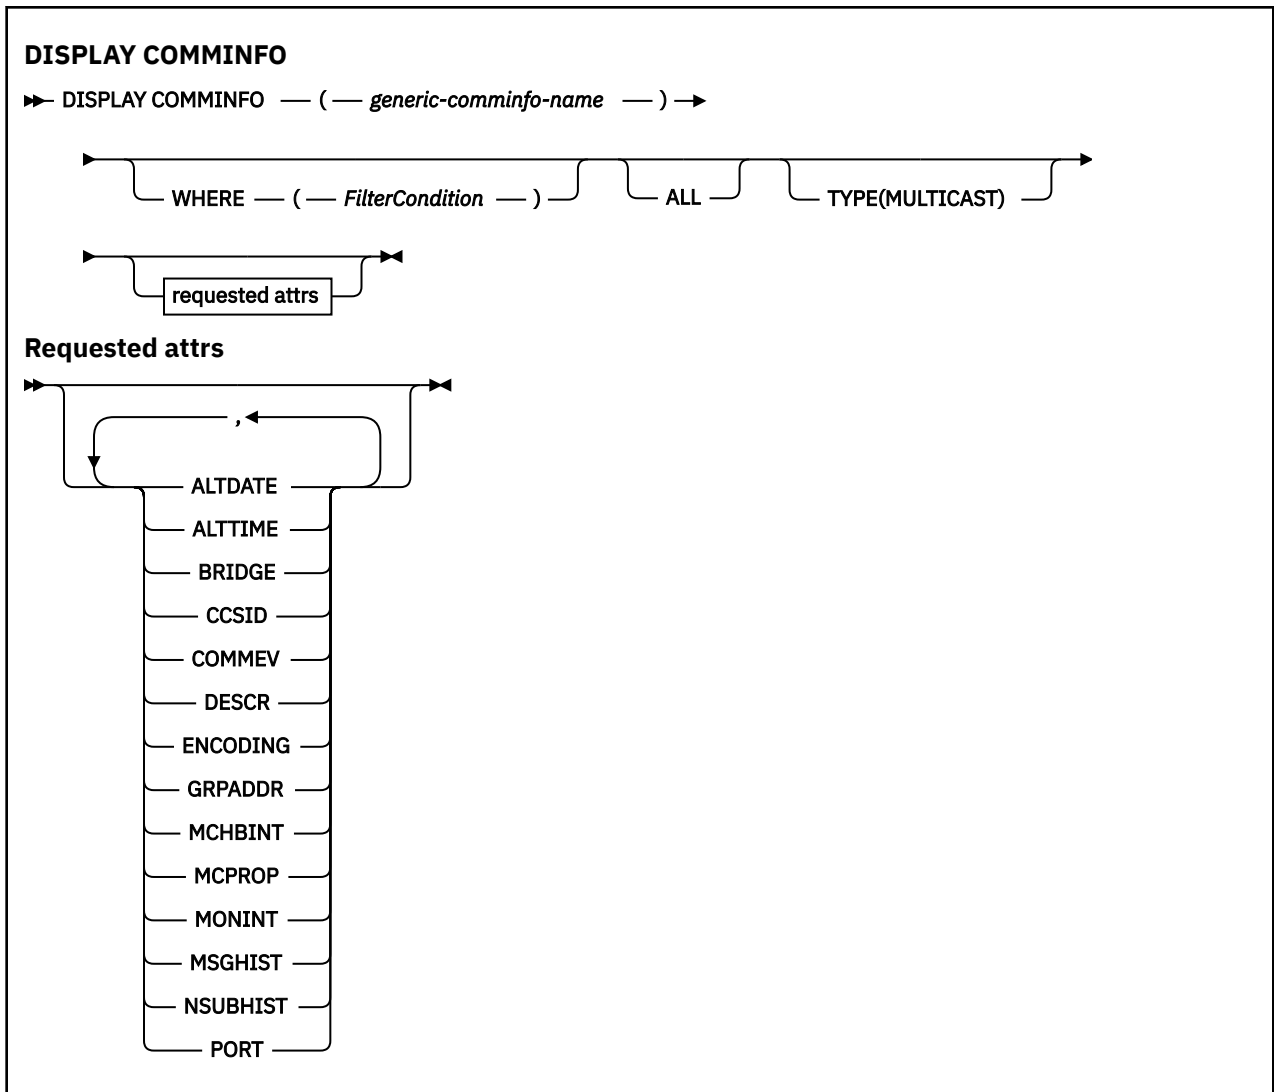 DISPLAY COMMINFO
DISPLAY COMMINFO ( generic-comminfo-name )
WHERE ( FilterCondition ) ALL TYPE(MULTICAST)
requested attrs
Requested attrs
,
ALTDATE
ALTTIME
BRIDGE
CCSID
COMMEV
DESCR
ENCODING
GRPADDR
MCHBINT
MCPROP
MONINT
MSGHIST
NSUBHIST
PORT